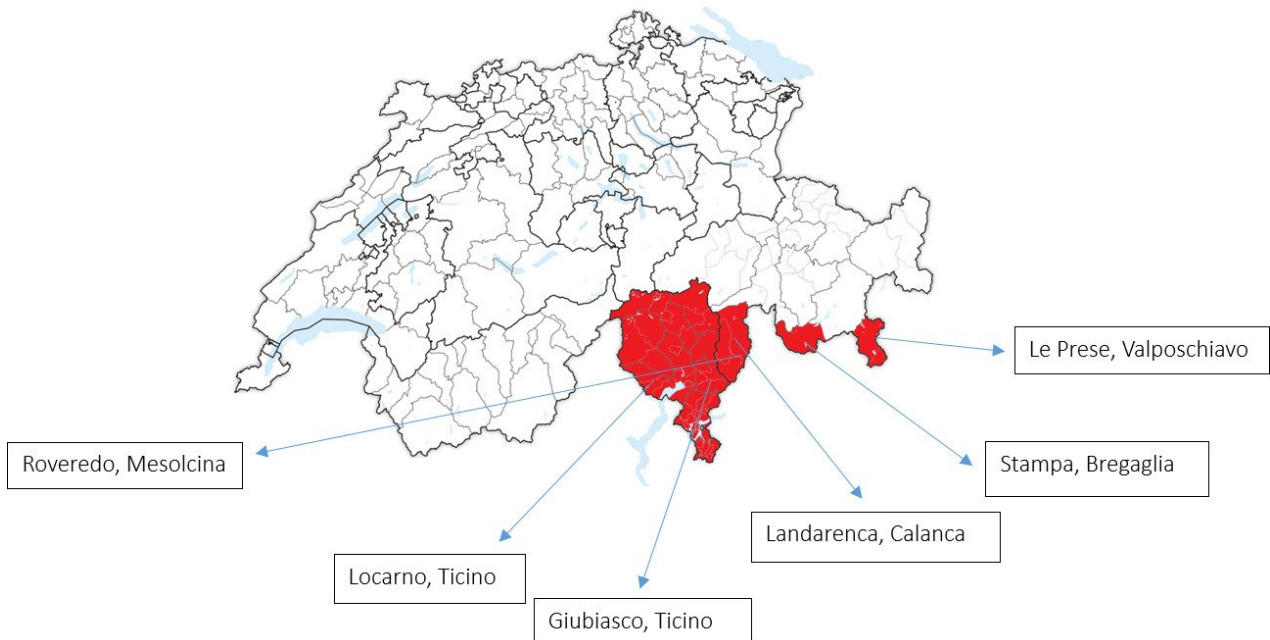 Le Prese, Valposchiavo
Roveredo, Mesolcina
Stampa, Bregaglia
Landarenca, Calanca
Locarno, Ticino
Giubiasco, Ticino